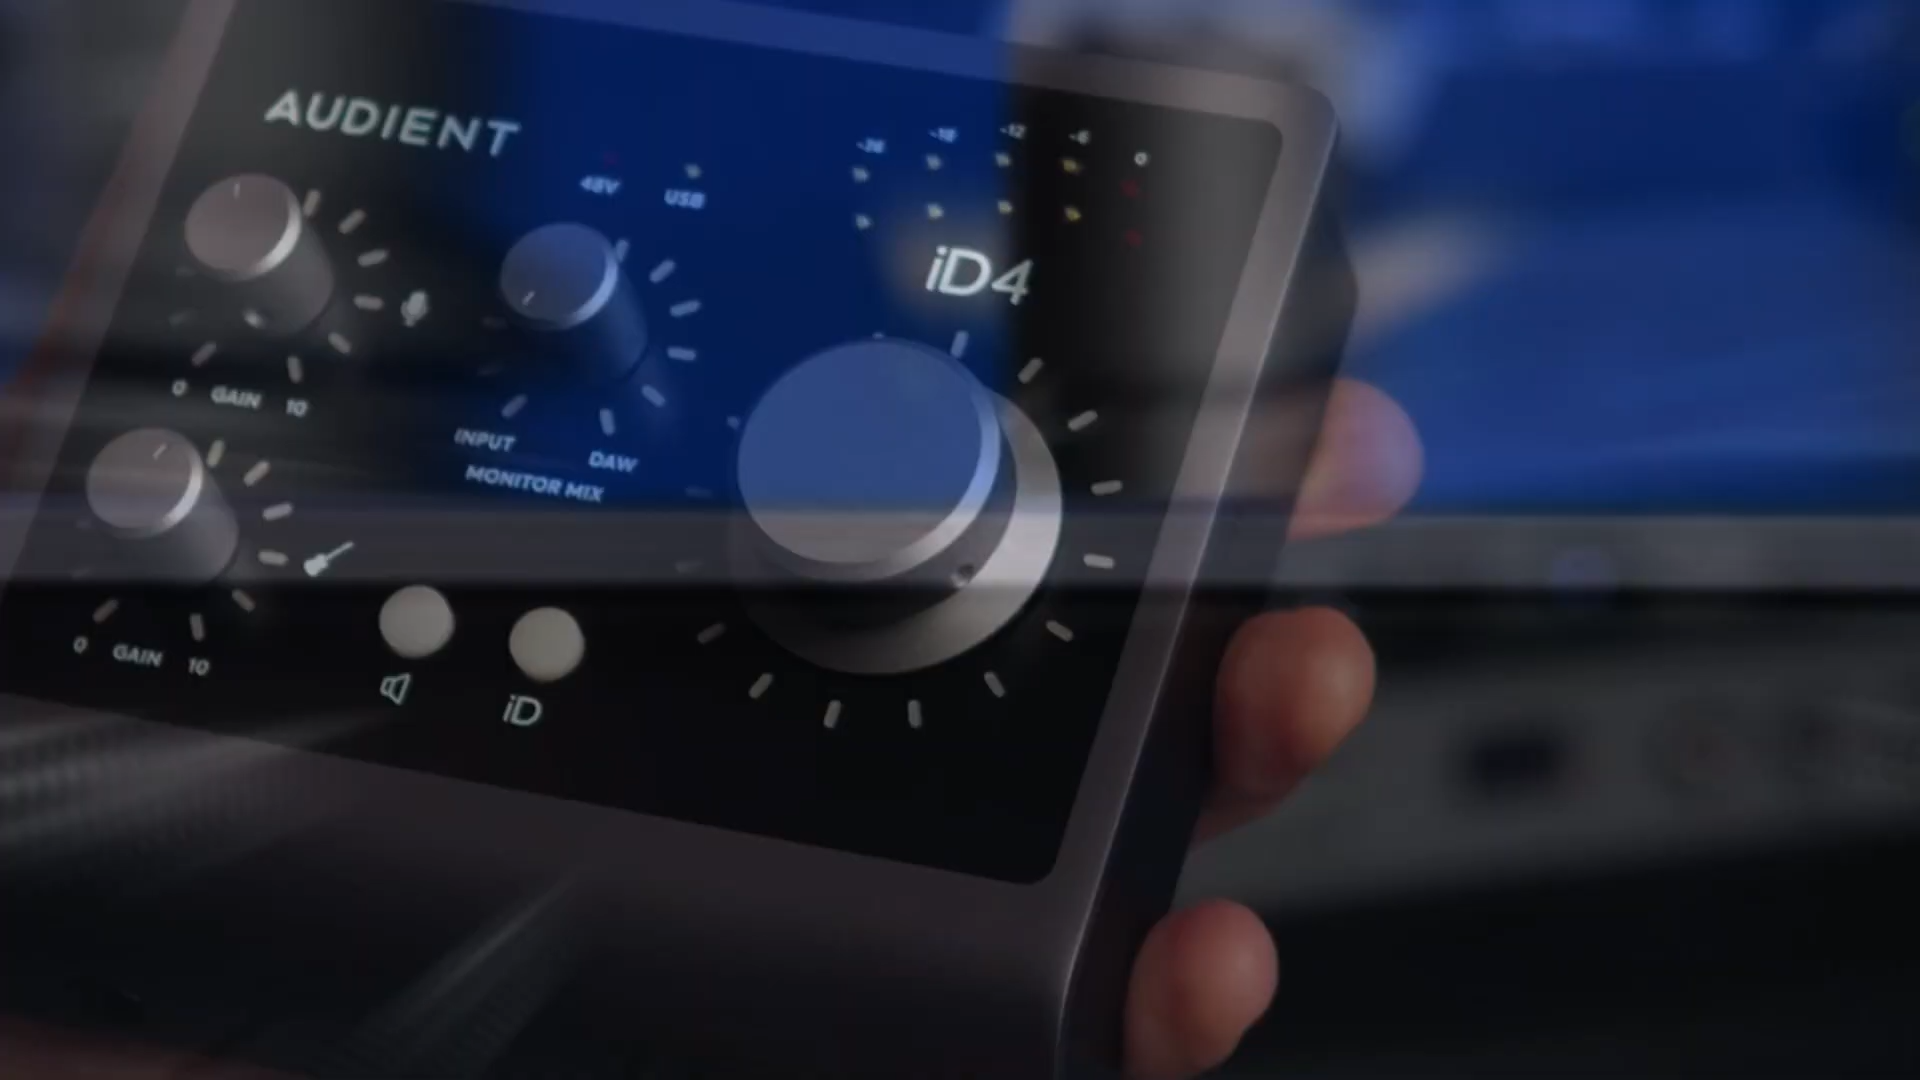 AUDIENT
48V USB
-36 -18 -12 -6 0
iD4
0 GAIN 10
INPUT DAW
MONITOR MIX
0 GAIN 10
iD